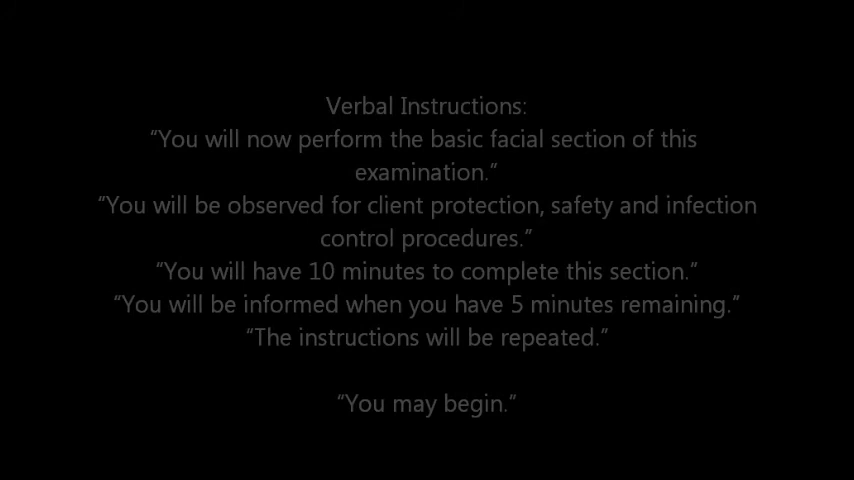 Verbal Instructions:
“You will now perform the basic facial section of this
examination.”
“You will be observed for client protection, safety and infection
control procedures.”
“You will have 10 minutes to complete this section.”
“You will be informed when you have 5 minutes remaining.”
“The instructions will be repeated.”
“You may begin.”